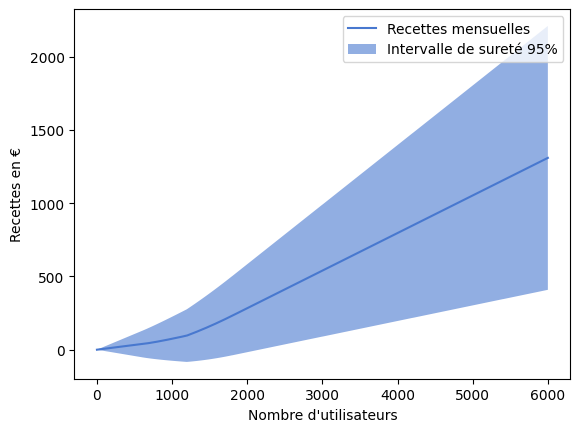 Recettes mensuelles
Intervalle de sureté 95%
2000
1500
1000
500
0
Recettes en €
0 1000 2000 3000 4000 5000 6000
Nombre d'utilisateurs